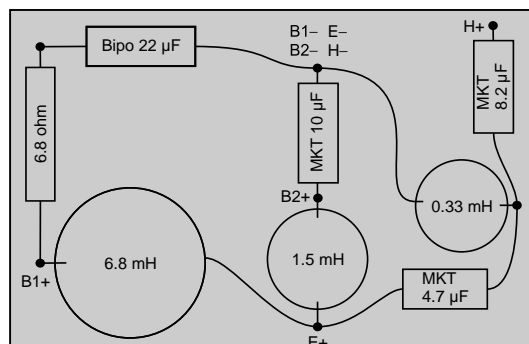 B1– E–
B2– H–
H+
Bipo 22 µF
MKT
8.2 µF
6.8 ohm
MKT 10 µF
B2+
0.33 mH
6.8 mH
1.5 mH
B1+
MKT
4.7 µF
E+